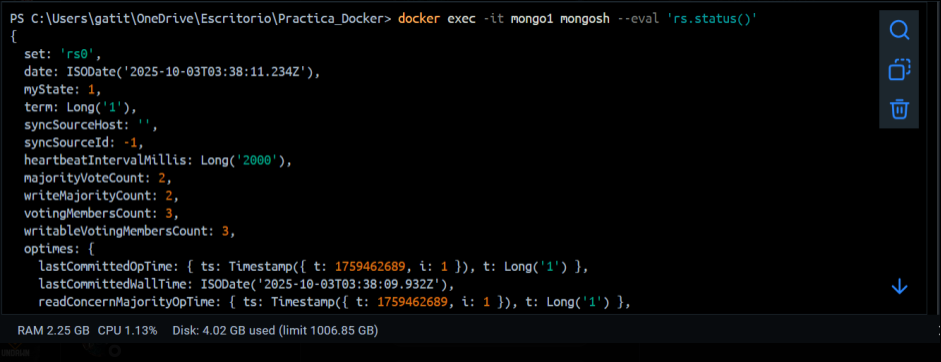 PS C:\Users\gatit\OneDrive\Escritorio\Practica_Docker> docker exec -it mongo1 mongosh --eval 'rs.status()'
{
  set: 'rs0',
  date: ISODate('2025-10-03T03:38:11.234Z'),
  myState: 1,
  term: Long('1'),
  syncSourceHost: '',
  syncSourceId: -1,
  heartbeatIntervalMillis: Long('2000'),
  majorityVoteCount: 2,
  writeMajorityCount: 2,
  votingMembersCount: 3,
  writableVotingMembersCount: 3,
  optimes: {
    lastCommittedOpTime: { ts: Timestamp({ t: 1759462689, i: 1 }), t: Long('1') },
    lastCommittedWallTime: ISODate('2025-10-03T03:38:09.932Z'),
    readConcernMajorityOpTime: { ts: Timestamp({ t: 1759462689, i: 1 }), t: Long('1') },
RAM 2.25 GB CPU 1.13% Disk: 4.02 GB used (limit 1006.85 GB)